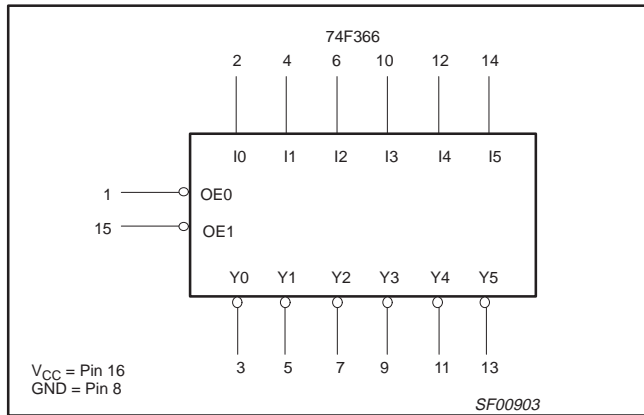 74F366
2 4 6 10 12 14
I0 I1 I2 I3 I4 I5
1 OE0
15 OE1
Y0 Y1 Y2 Y3 Y4 Y5
3 5 7 9 11 13
VCC = Pin 16
GND = Pin 8
SF00903